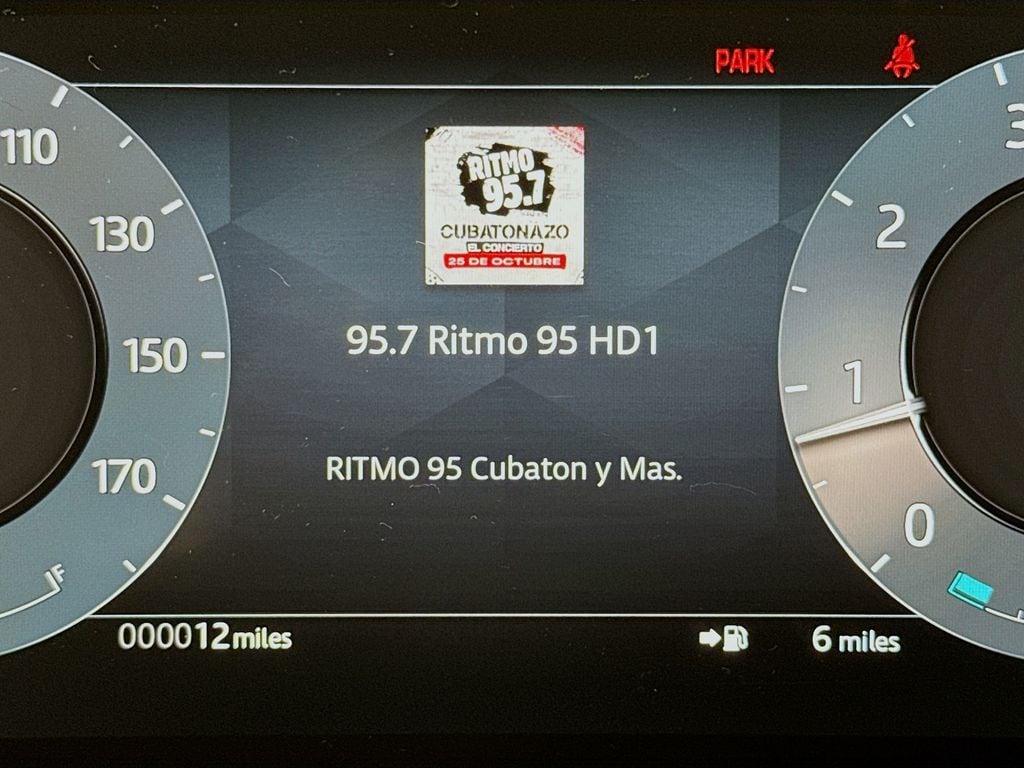 PARK
110
130
150
170
F
RITMO
95.7
CUBATONAZO
EL CONCIERTO
25 DE OCTUBRE
95.7 Ritmo 95 HD1
RITMO 95 Cubaton y Mas.
3
2
1
0
000012 miles
6 miles